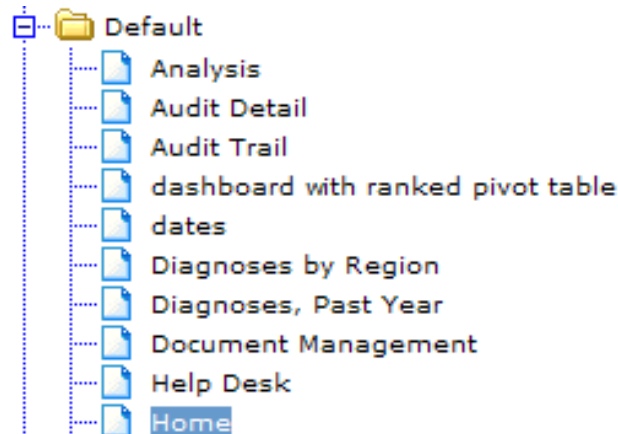 Default
Analysis
Audit Detail
Audit Trail
dashboard with ranked pivot table
dates
Diagnoses by Region
Diagnoses, Past Year
Document Management
Help Desk
Home